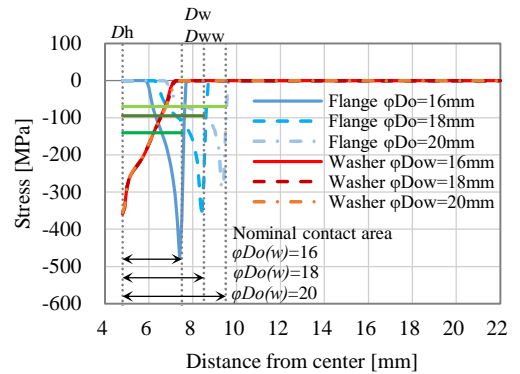 Dh
Dw
Dww
100
0
-100
-200
-300
-400
-500
-600
Stress [MPa]
Flange φDo=16mm
Flange φDo=18mm
Flange φDo=20mm
Washer φDow=16mm
Washer φDow=18mm
Washer φDow=20mm
Nominal contact area
φDo(w)=16
φDo(w)=18
φDo(w)=20
4 6 8 10 12 14 16 18 20 22
Distance from center [mm]